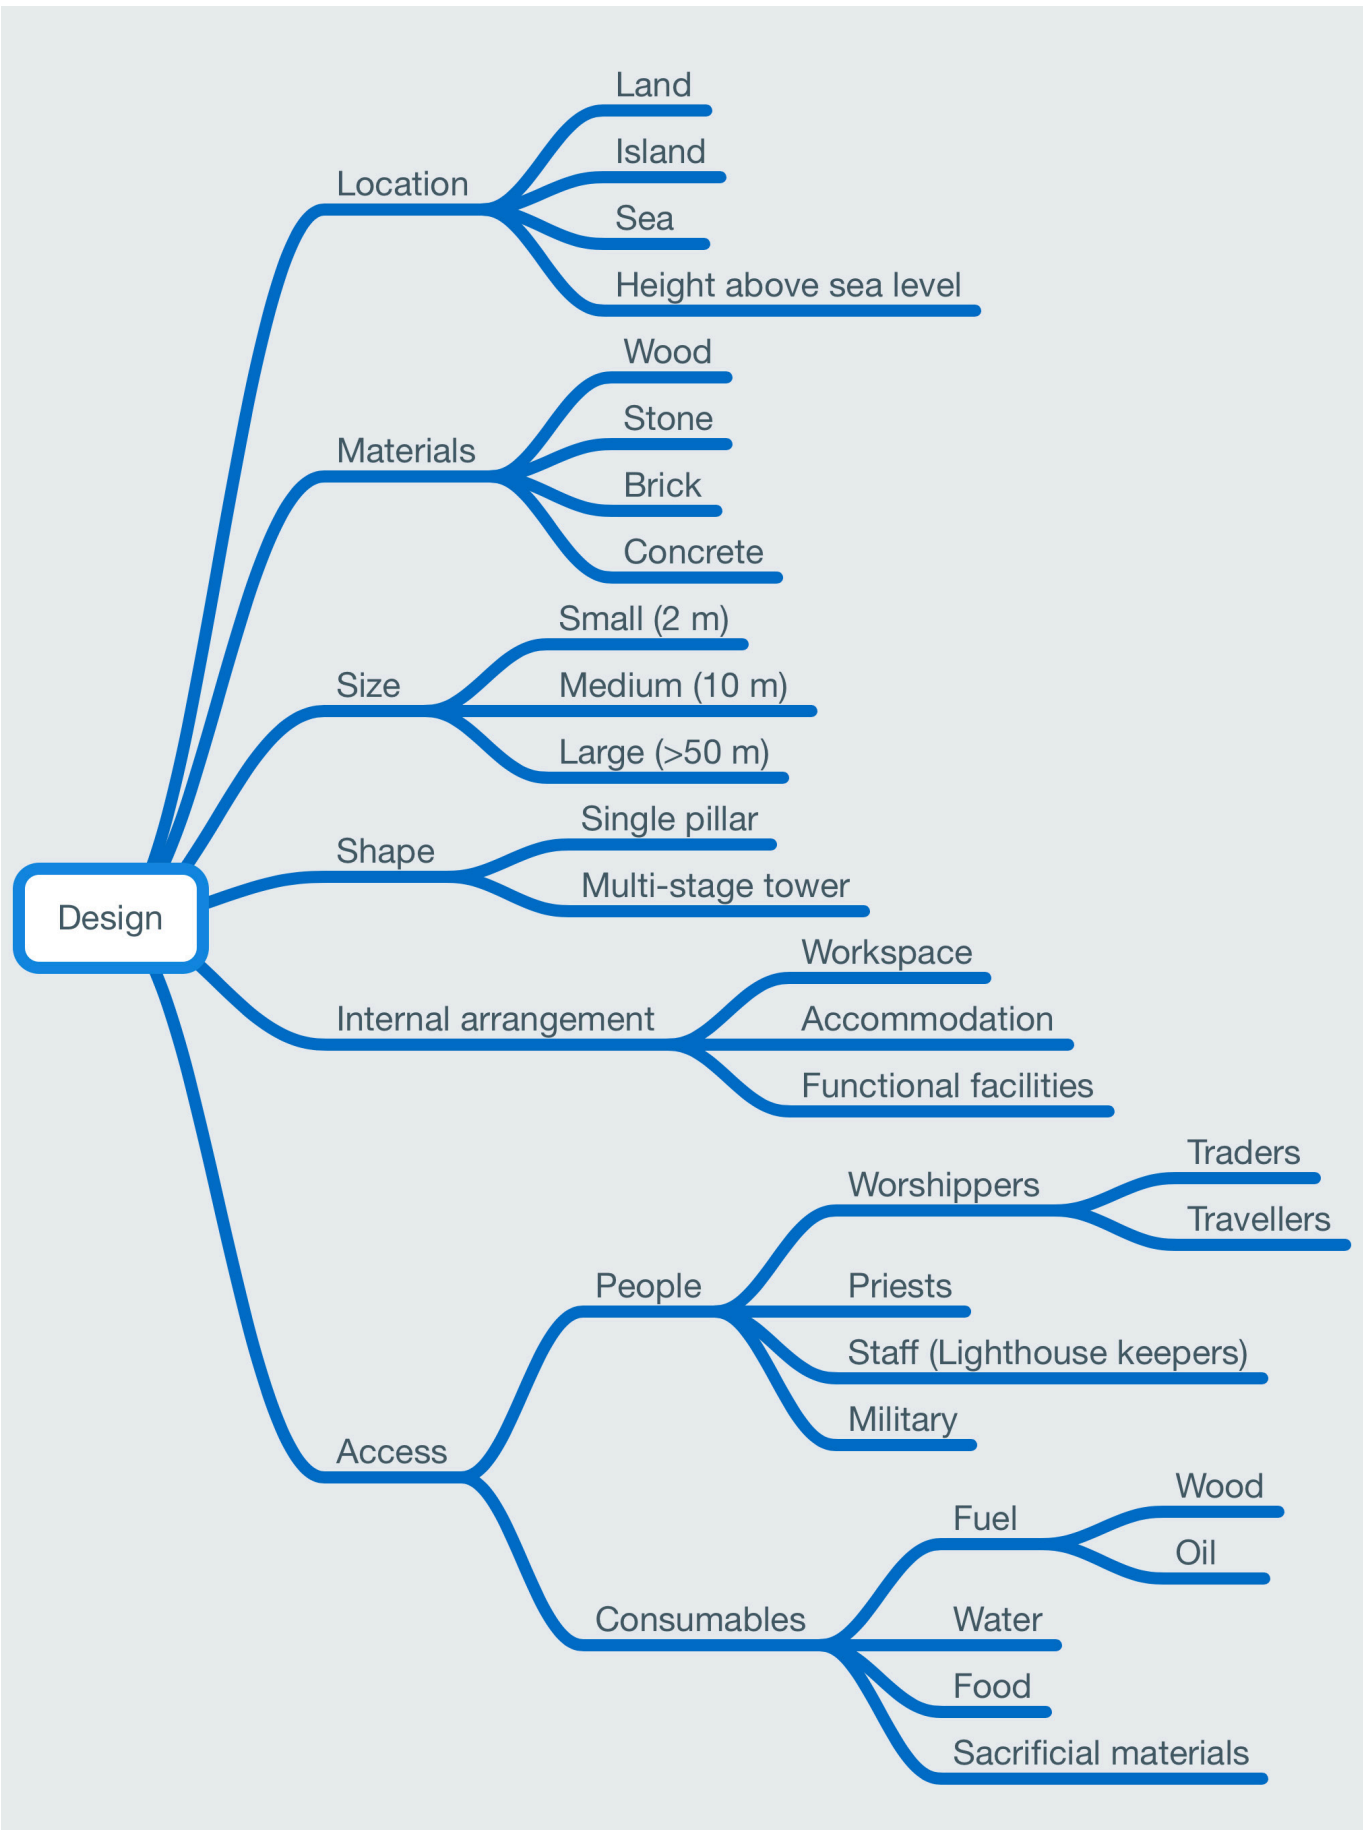 Land
Island
Location
Sea
Height above sea level
Wood
Stone
Materials
Brick
Concrete
Small (2 m)
Size
Medium (10 m)
Large (>50 m)
Single pillar
Shape
Multi-stage tower
Design
Workspace
Internal arrangement
Accommodation
Functional facilities
Traders
Worshippers
Travellers
People
Priests
Staff (Lighthouse keepers)
Military
Access
Wood
Fuel
Oil
Consumables
Water
Food
Sacrificial materials